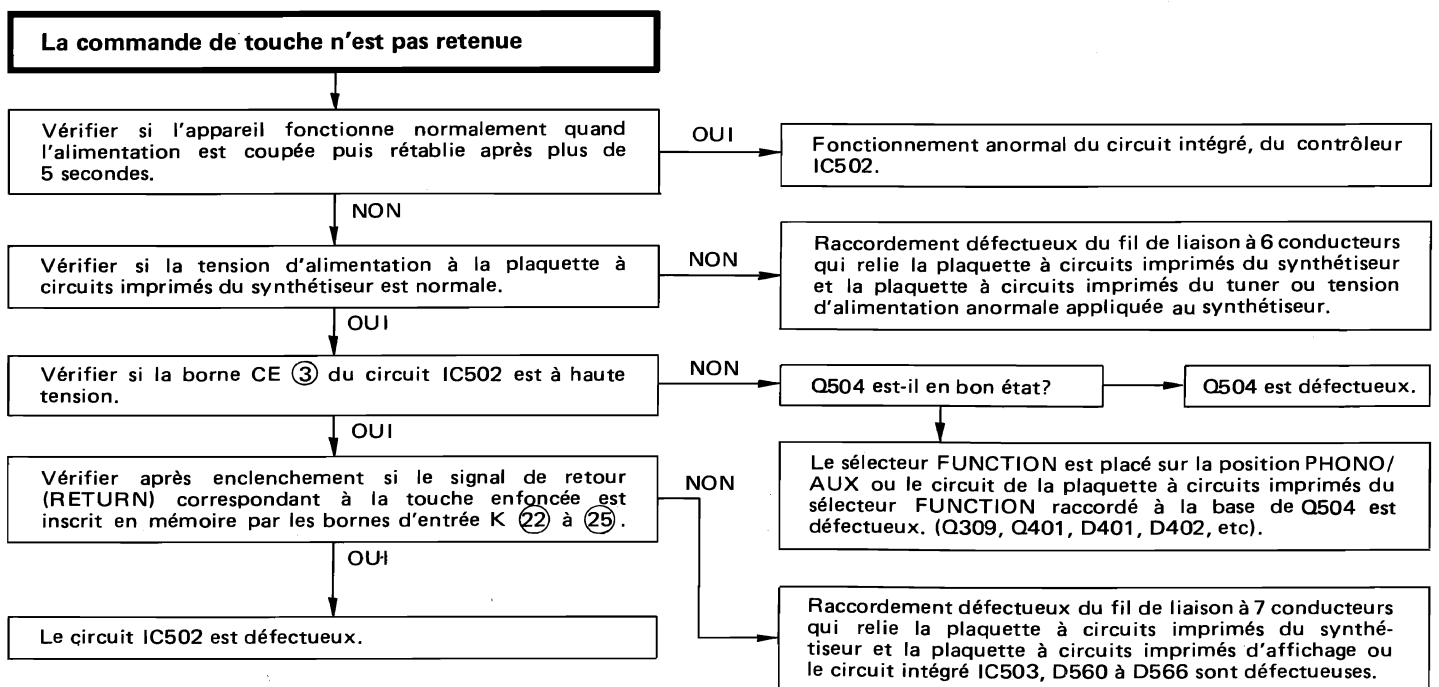 La commande de touche n'est pas retenue
Vérifier si l'appareil fonctionne normalement quand
l'alimentation est coupée puis rétablie après plus de
5 secondes.
OUI
Fonctionnement anormal du circuit intégré, du contrôleur
IC502.
NON
Vérifier si la tension d'alimentation à la plaquette à
circuits imprimés du synthétiseur est normale.
NON
Raccordement défectueux du fil de liaison à 6 conducteurs
qui relie la plaquette à circuits imprimés du synthétiseur
et la plaquette à circuits imprimés du tuner ou tension
d'alimentation anormale appliquée au synthétiseur.
OUI
Vérifier si la borne CE ③ du circuit IC502 est à haute
tension.
NON
Q504 est-il en bon état?
Q504 est défectueux.
OUI
Le sélecteur FUNCTION est placé sur la position PHONO/
AUX ou le circuit de la plaquette à circuits imprimés du
sélecteur FUNCTION raccordé à la base de Q504 est
défectueux. (Q309, Q401, D401, D402, etc).
Vérifier après enclenchement si le signal de retour
(RETURN) correspondant à la touche enfoncée est
inscrit en mémoire par les bornes d'entrée K ㉒ à ㉕.
NON
OUI
Raccordement défectueux du fil de liaison à 7 conducteurs
qui relie la plaquette à circuits imprimés du synthé-
tiseur et la plaquette à circuits imprimés d'affichage ou
le circuit intégré IC503, D560 à D566 sont défectueuses.
Le circuit IC502 est défectueux.